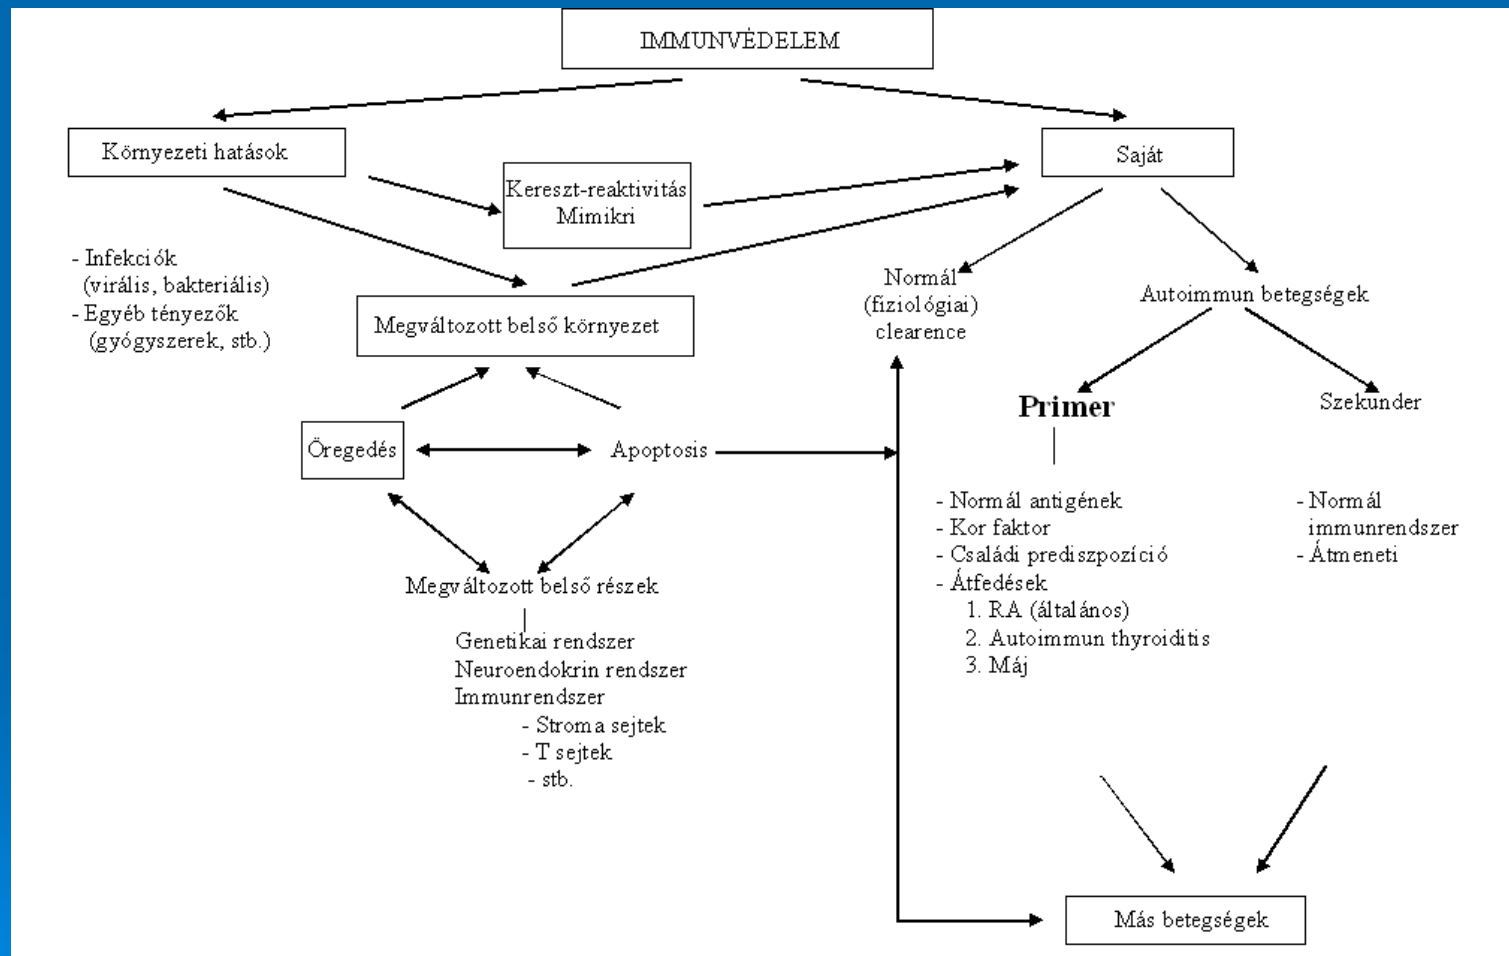 IMMUNVÉDELEM
Környezeti hatások
Saját
Kereszt-reaktivitás
Mimikri
- Infekciók
(virális, bakteriális)
- Egyéb tényezők
(gyógyszerek, stb.)
Megváltozott belső környezet
Normál
(fiziológiai)
clearence
Autoimmun betegségek
Primer
Szekunder
Öregedés
Apoptosis
- Normál antigének
- Kor faktor
- Családi prediszpozíció
- Átfedések
1. RA (általános)
2. Autoimmun thyroiditis
3. Máj
- Normál
immunrendszer
- Átmeneti
Megváltozott belső részek
Genetikai rendszer
Neuroendokrin rendszer
Immunrendszer
- Stroma sejtek
- T sejtek
- stb.
Más betegségek